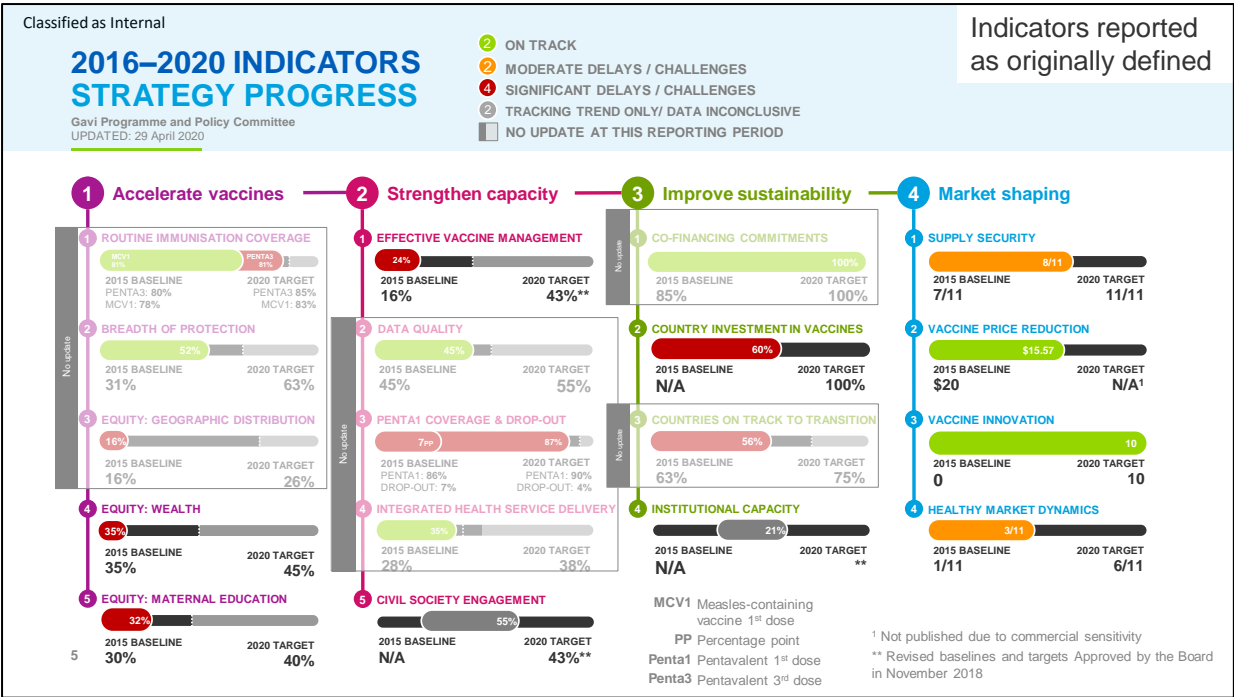 Classified as Internal
Indicators reported
as originally defined
2016–2020 INDICATORS
STRATEGY PROGRESS
Gavi Programme and Policy Committee
UPDATED: 29 April 2020
2 ON TRACK
2 MODERATE DELAYS / CHALLENGES
4 SIGNIFICANT DELAYS / CHALLENGES
2 TRACKING TREND ONLY/ DATA INCONCLUSIVE
NO UPDATE AT THIS REPORTING PERIOD
1 Accelerate vaccines
No update
1 ROUTINE IMMUNISATION COVERAGE
MCV1 PENTA3
81% 81%
2015 BASELINE 2020 TARGET
PENTA3: 80% PENTA3 85%
MCV1: 78% MCV1: 83%
2 BREADTH OF PROTECTION
52%
2015 BASELINE 2020 TARGET
31% 63%
3 EQUITY: GEOGRAPHIC DISTRIBUTION
16%
2015 BASELINE 2020 TARGET
16% 26%
4 EQUITY: WEALTH
35%
2015 BASELINE 2020 TARGET
35% 45%
5 EQUITY: MATERNAL EDUCATION
32%
2015 BASELINE 2020 TARGET
30% 40%
2 Strengthen capacity
1 EFFECTIVE VACCINE MANAGEMENT
24%
2015 BASELINE 2020 TARGET
16% 43%**
No update
2 DATA QUALITY
45%
2015 BASELINE 2020 TARGET
45% 55%
3 PENTA1 COVERAGE & DROP-OUT
7PP 87%
2015 BASELINE 2020 TARGET
PENTA1: 86% PENTA1: 90%
DROP-OUT: 7% DROP-OUT: 4%
4 INTEGRATED HEALTH SERVICE DELIVERY
35%
2015 BASELINE 2020 TARGET
28% 38%
5 CIVIL SOCIETY ENGAGEMENT
55%
2015 BASELINE 2020 TARGET
N/A 43%**
3 Improve sustainability
No update
1 CO-FINANCING COMMITMENTS
100%
2015 BASELINE 2020 TARGET
85% 100%
2 COUNTRY INVESTMENT IN VACCINES
60%
2015 BASELINE 2020 TARGET
N/A 100%
No update
3 COUNTRIES ON TRACK TO TRANSITION
56%
2015 BASELINE 2020 TARGET
63% 75%
4 INSTITUTIONAL CAPACITY
21%
2015 BASELINE 2020 TARGET
N/A **
4 Market shaping
1 SUPPLY SECURITY
8/11
2015 BASELINE 2020 TARGET
7/11 11/11
2 VACCINE PRICE REDUCTION
$15.57
2015 BASELINE 2020 TARGET
$20 N/A¹
3 VACCINE INNOVATION
10
2015 BASELINE 2020 TARGET
0 10
4 HEALTHY MARKET DYNAMICS
3/11
2015 BASELINE 2020 TARGET
1/11 6/11
MCV1 Measles-containing
vaccine 1st dose
PP Percentage point
Penta1 Pentavalent 1st dose
Penta3 Pentavalent 3rd dose
¹ Not published due to commercial sensitivity
** Revised baselines and targets Approved by the Board
in November 2018
5